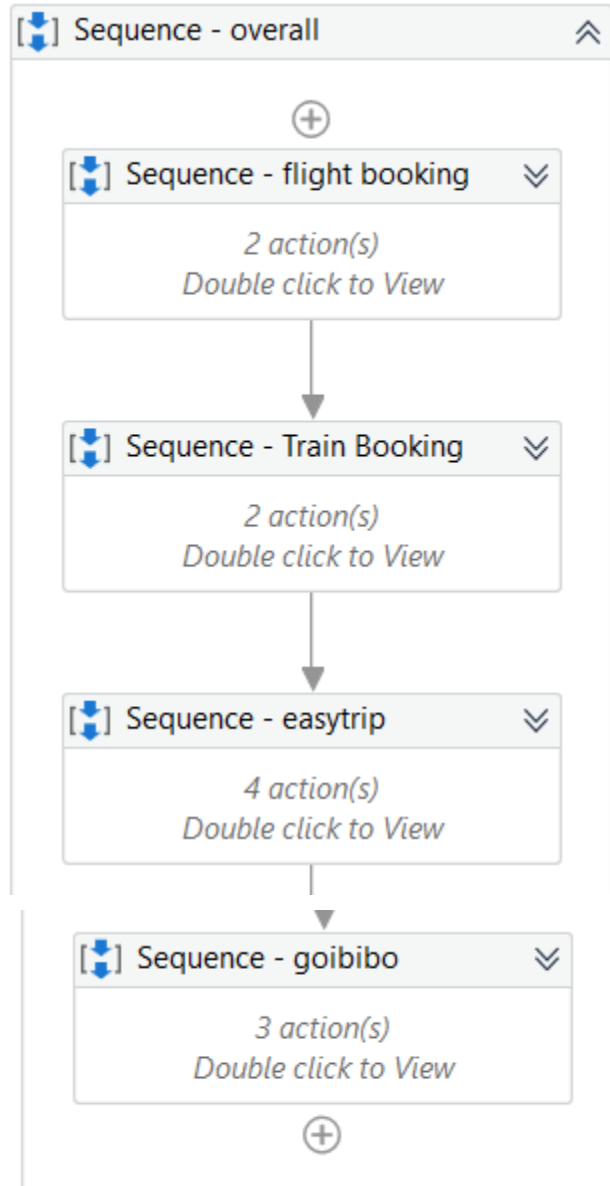 Sequence - overall
Sequence - flight booking
2 action(s)
Double click to View
Sequence - Train Booking
2 action(s)
Double click to View
Sequence - easytrip
4 action(s)
Double click to View
Sequence - goibibo
3 action(s)
Double click to View